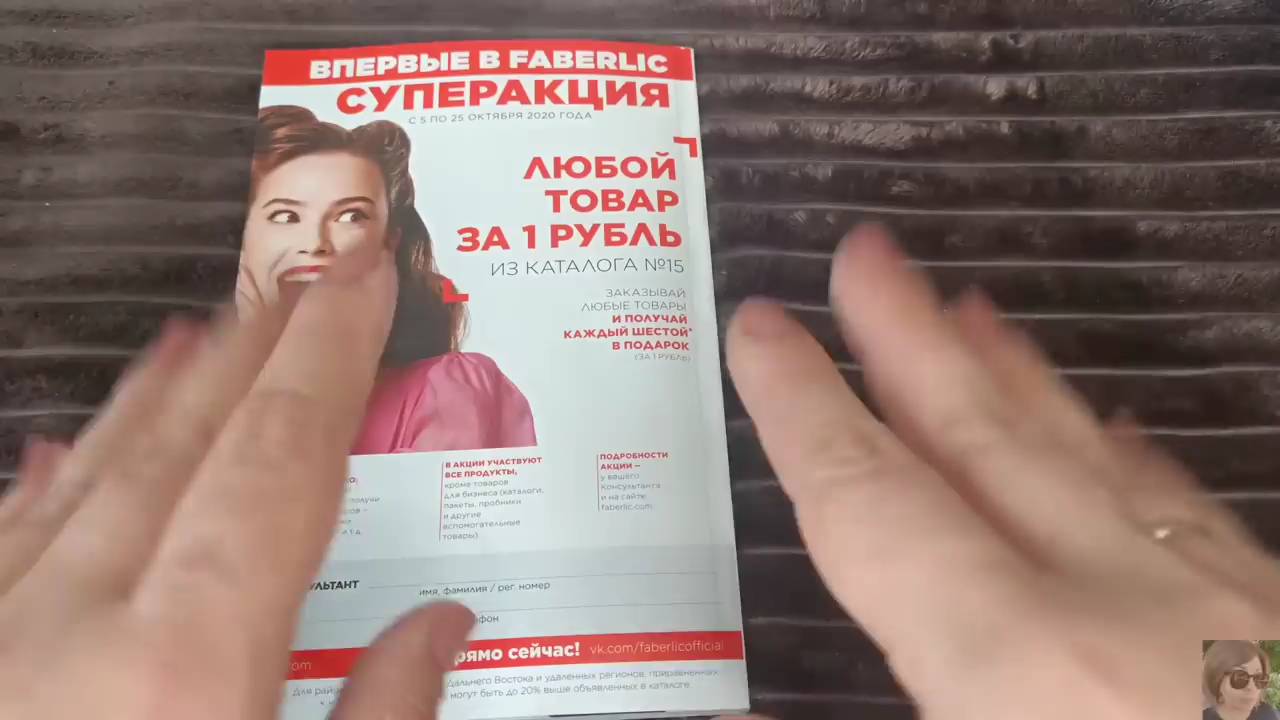 ВПЕРВЫЕ В FABERLIC
СУПЕРАКЦИЯ
С 5 ПО 25 ОКТЯБРЯ 2020 ГОДА
ЛЮБОЙ
ТОВАР
ЗА 1 РУБЛЬ
ИЗ КАТАЛОГА №15
ЗАКАЗЫВАЙ
ЛЮБЫЕ ТОВАРЫ
И ПОЛУЧАЙ
КАЖДЫЙ ШЕСТОЙ*
В ПОДАРОК
(ЗА 1 РУБЛЬ)
В АКЦИИ УЧАСТВУЮТ
ВСЕ ПРОДУКТЫ,
кроме товаров
для бизнеса (каталоги,
пакеты, пробники
и другие
вспомогательные
товары)
ПОДРОБНОСТИ
АКЦИИ –
у вашего
Консультанта
и на сайте
faberlic.com
имя, фамилия / рег. номер
сейчас! vk.com/faberlicofficial
Дальнего Востока и удаленных регионов, приравненных
могут быть до 20% выше объявленных в каталоге.